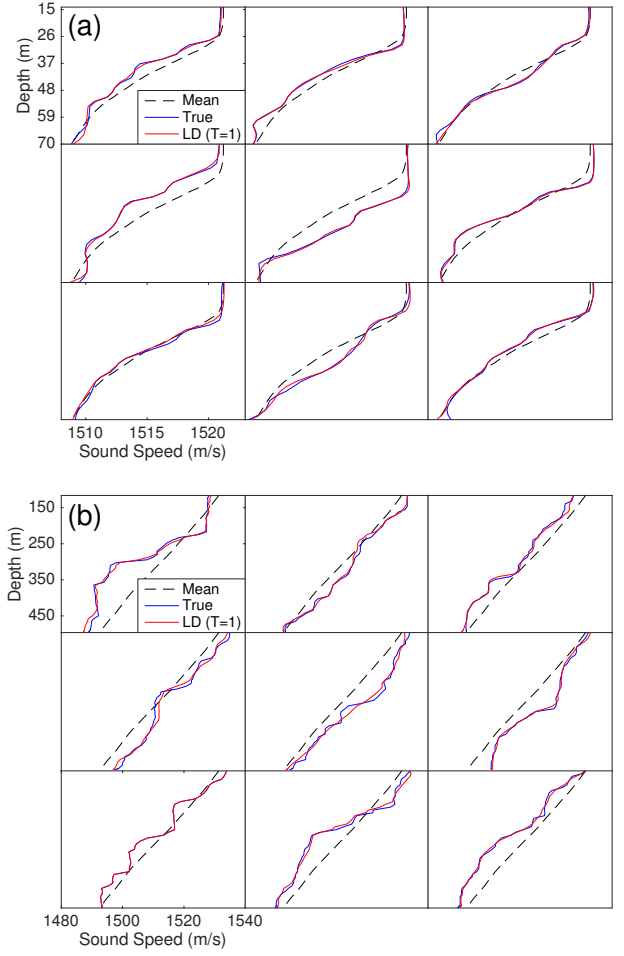 (a)
15
26
37
48
59
70
Depth (m)
Mean
True
LD (T=1)
1510 1515 1520
Sound Speed (m/s)
(b)
150
250
350
450
Depth (m)
Mean
True
LD (T=1)
1480 1500 1520 1540
Sound Speed (m/s)